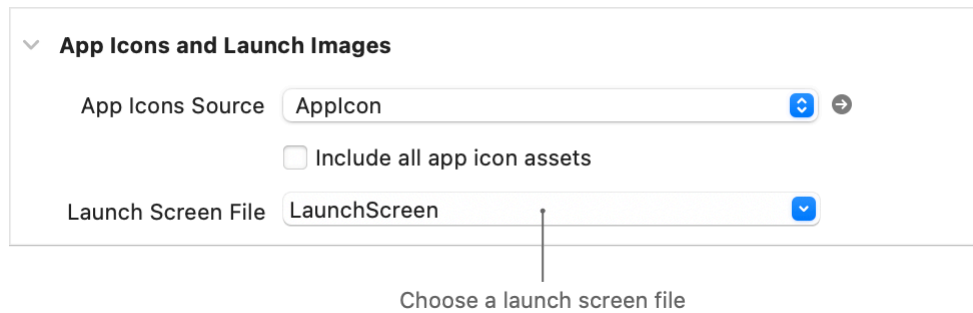 App Icons and Launch Images
App Icons Source AppIcon
Include all app icon assets
Launch Screen File LaunchScreen
Choose a launch screen file